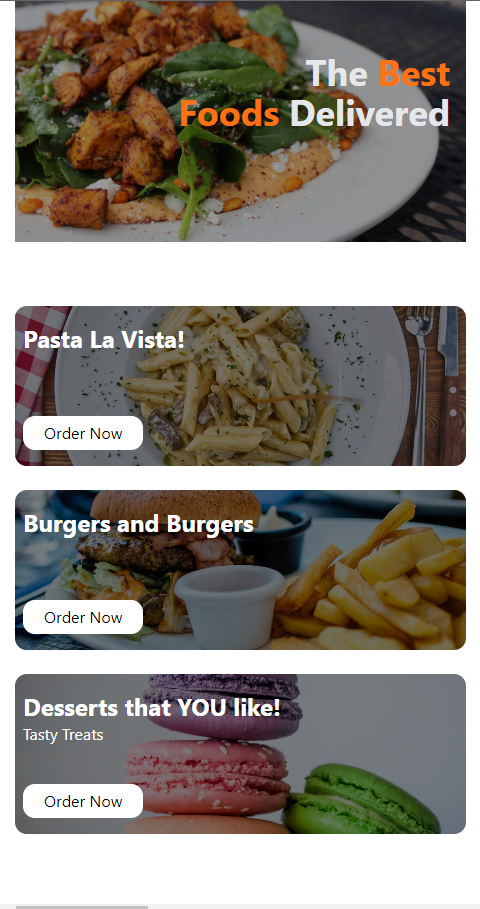 The Best
Foods Delivered
Pasta La Vista!
Order Now
Burgers and Burgers
Order Now
Desserts that YOU like!
Tasty Treats
Order Now